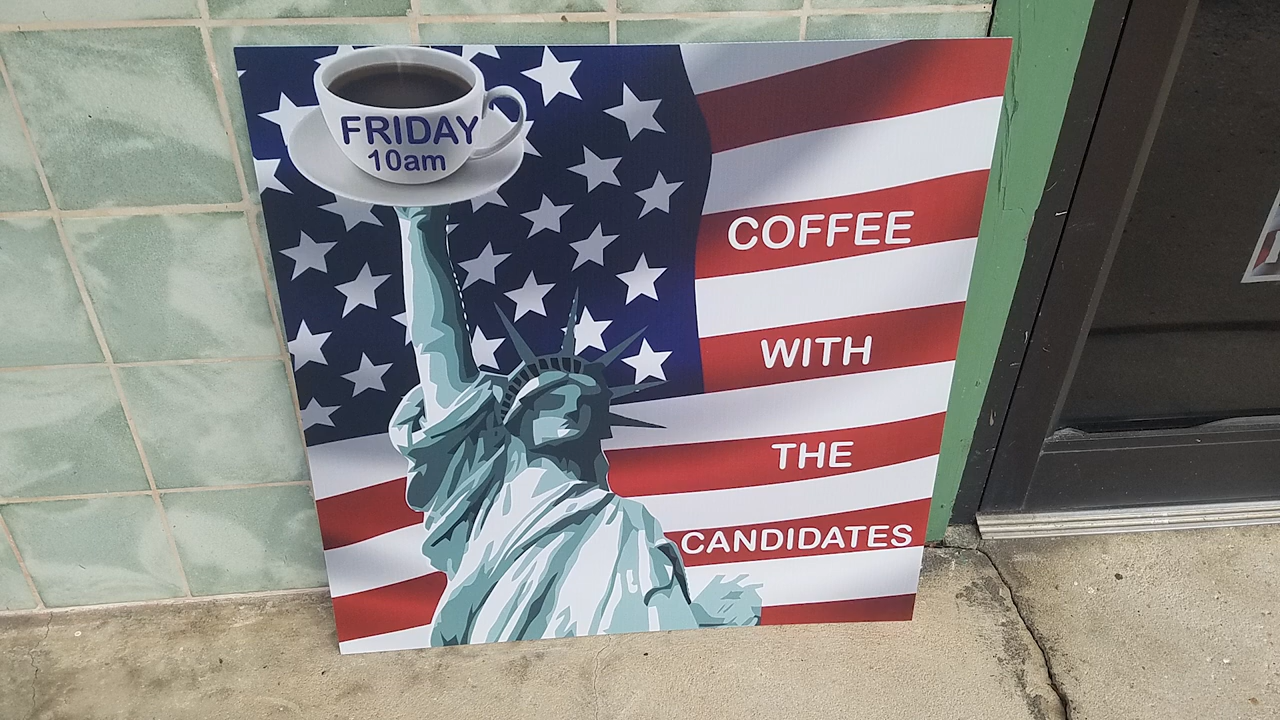 FRIDAY
10am
COFFEE
WITH
THE
CANDIDATES